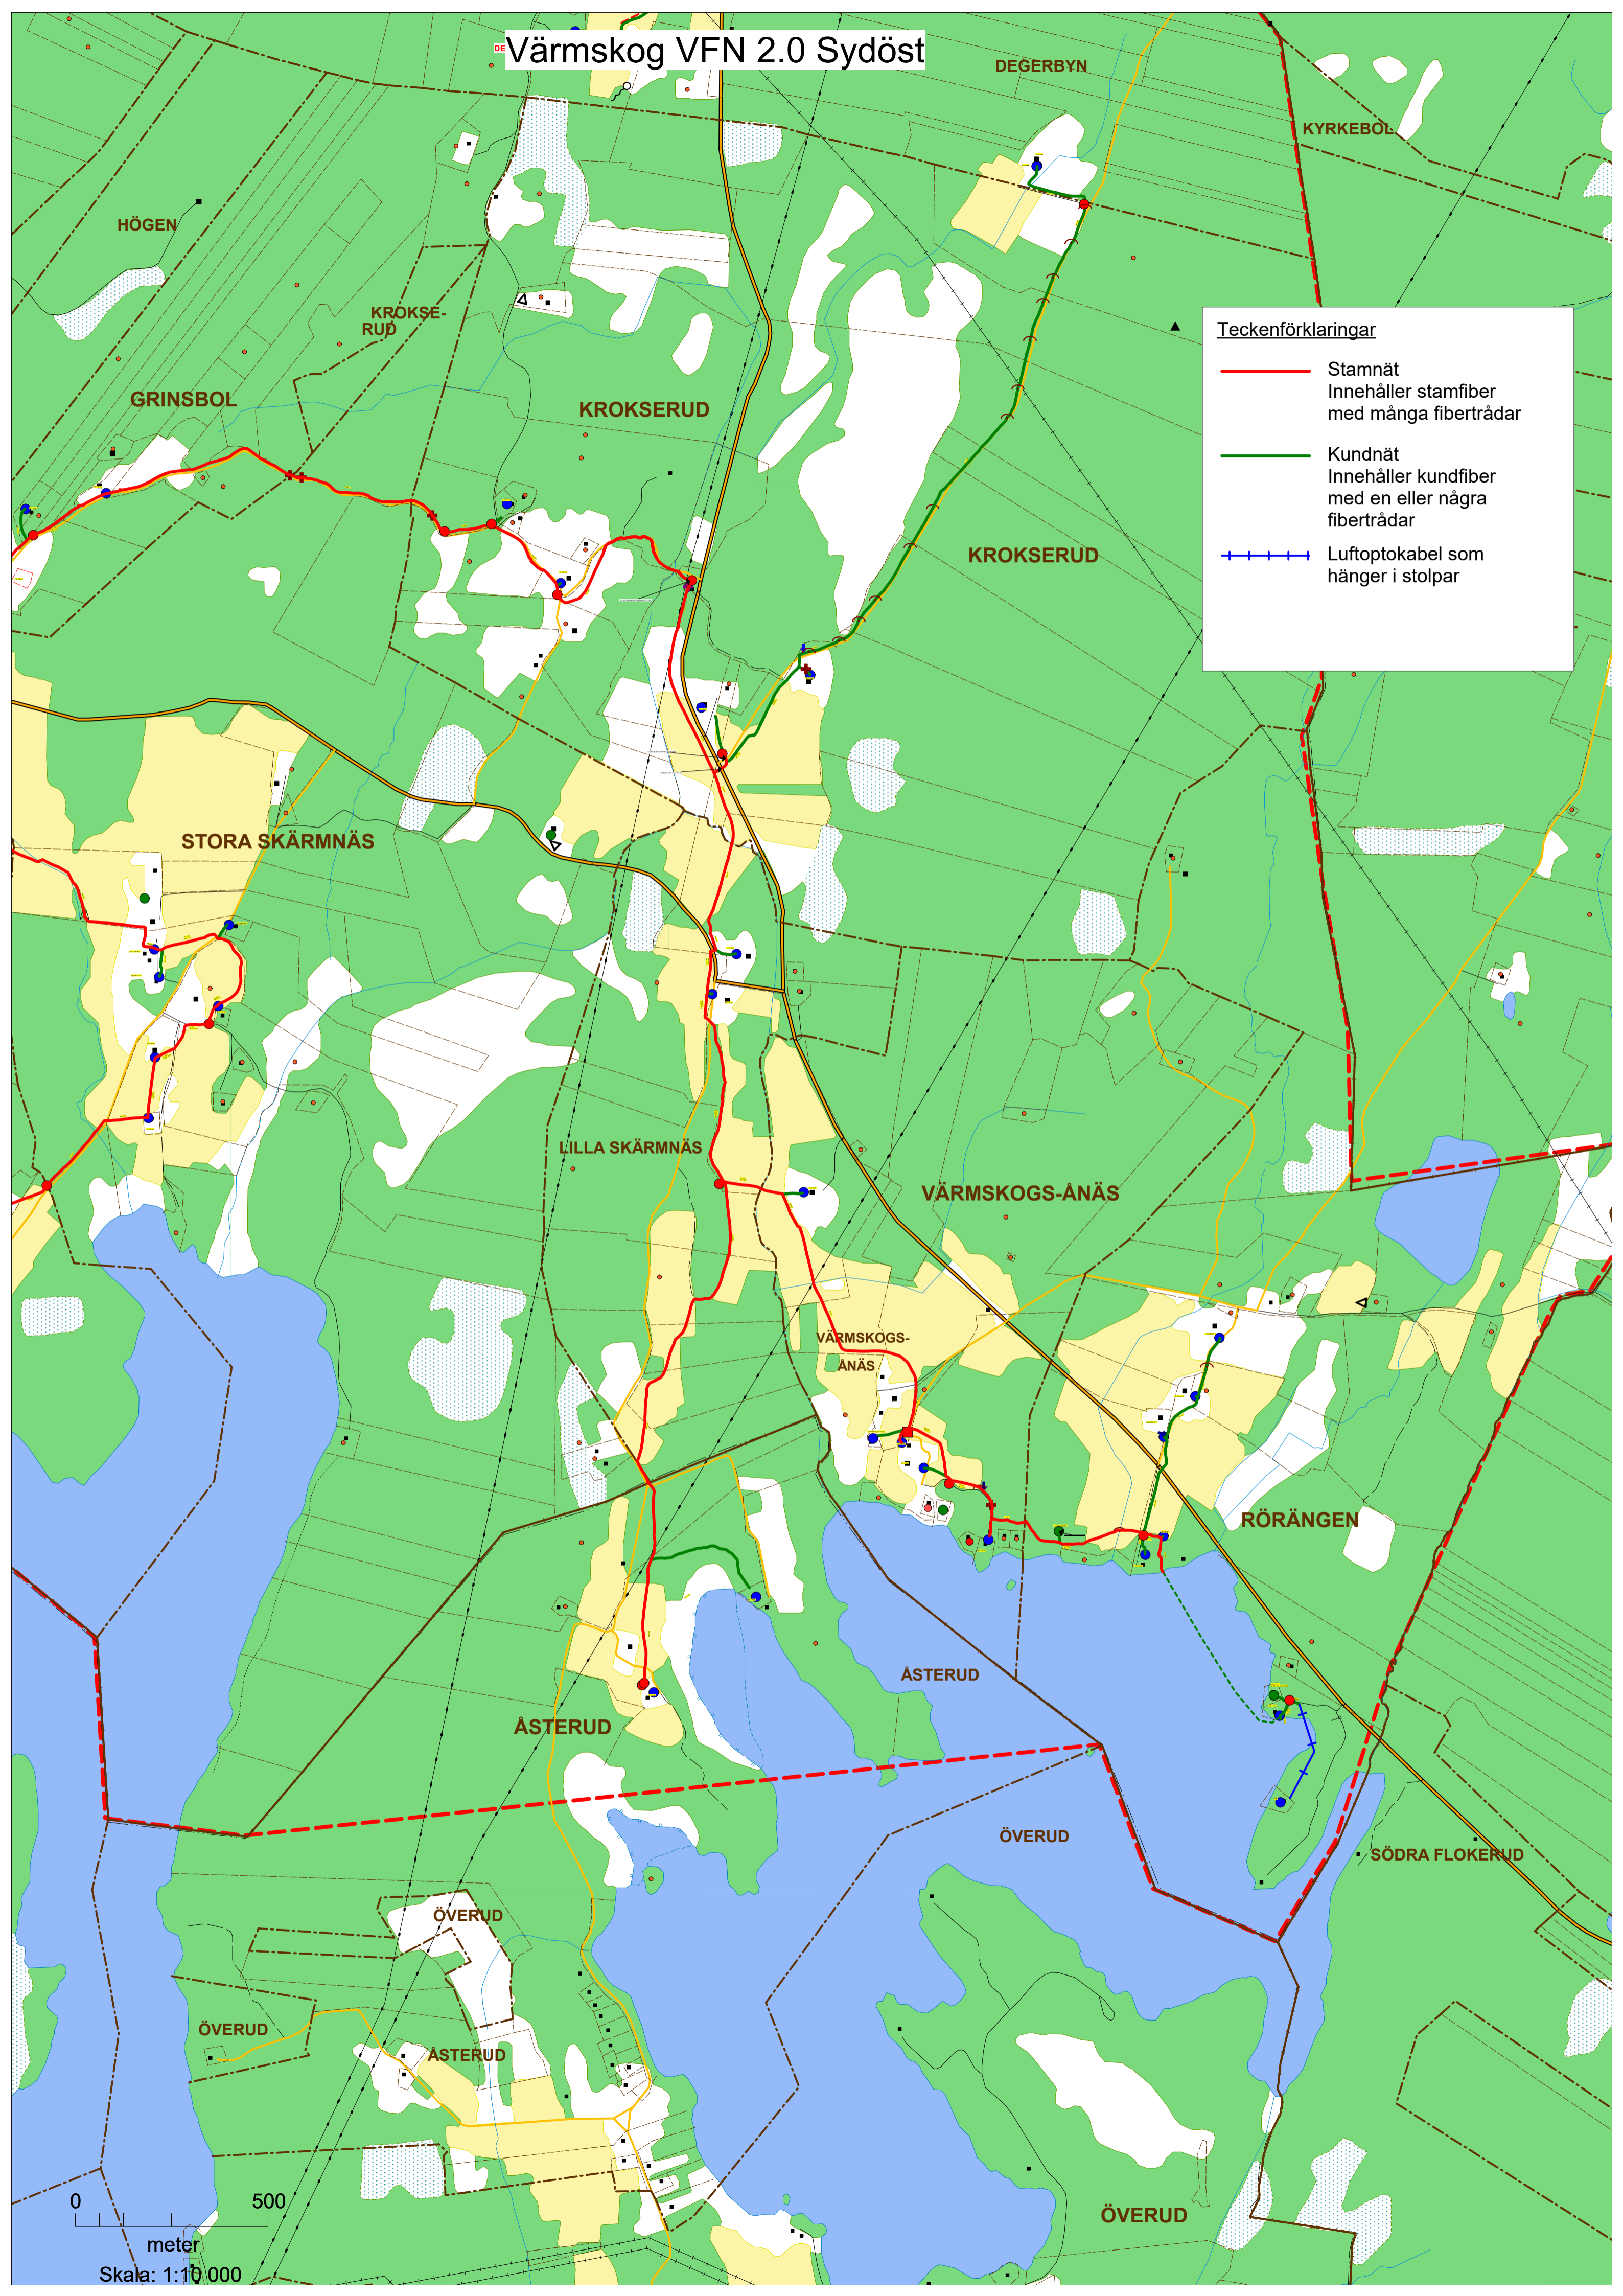 DE
Värmskog VFN 2.0 Sydöst
DEGERBYN
KYRKEBOL
HÖGEN
KROKSE-
RUD
Teckenförklaringar
Stamnät
Innehåller stamfiber
med många fibertrådar
Kundnät
Innehåller kundfiber
med en eller några
fibertrådar
Luftoptokabel som
hänger i stolpar
GRINSBOL
KROKSERUD
KROKSERUD
STORA SKÄRMNÄS
LILLA SKÄRMNÄS
VÄRMSKOGS-ÅNÄS
VÄRMSKOGS-
ÅNÄS
RÖRÄNGEN
ÅSTERUD
ÅSTERUD
ÖVERUD
SÖDRA FLOKERUD
ÖVERUD
ÖVERUD
ÅSTERUD
ÖVERUD
0 500
meter
Skala: 1:10 000